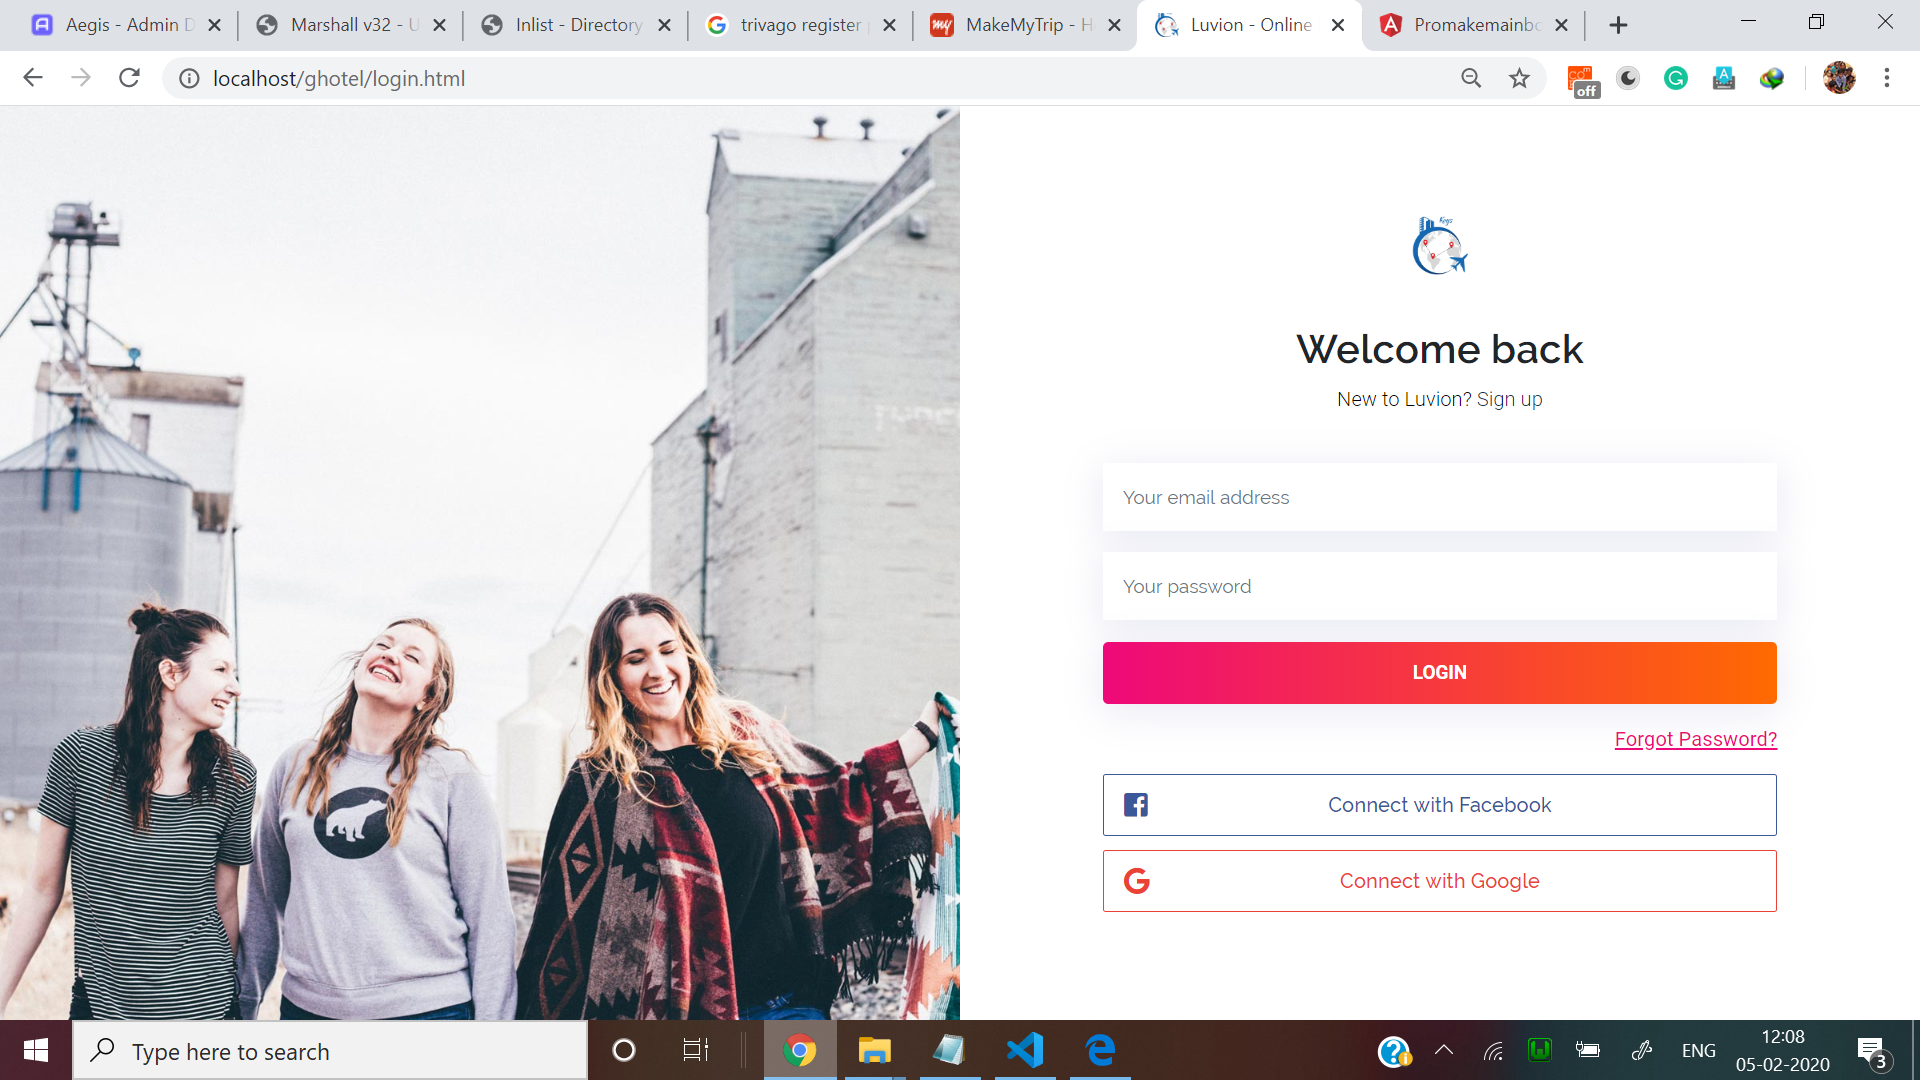 Aegis - Admin D
Marshall v32 - U
Inlist - Directory
trivago register p
MakeMyTrip - H
Luvion - Online
Promakemainbo
localhost/ghotel/login.html
off
Keys
Welcome back
New to Luvion? Sign up
Your email address
Your password
LOGIN
Forgot Password?
Connect with Facebook
Connect with Google
Type here to search
ENG
12:08
05-02-2020
3